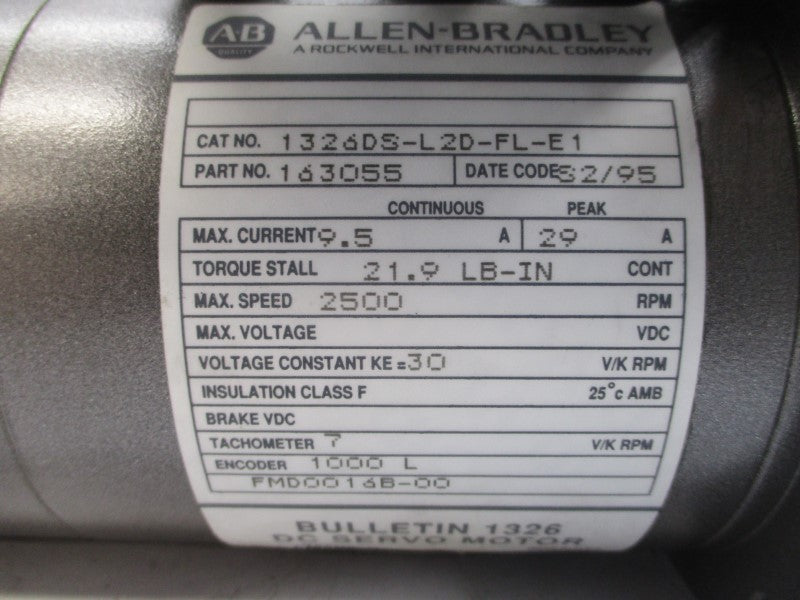 AB ALLEN-BRADLEY
QUALITY A ROCKWELL INTERNATIONAL COMPANY
CAT NO. 1326DS-L2D-FL-E1
PART NO. 163055 DATE CODE S2/95
CONTINUOUS PEAK
MAX. CURRENT 9.5 A 29 A
TORQUE STALL 21.9 LB-IN CONT
MAX. SPEED 2500 RPM
MAX. VOLTAGE VDC
VOLTAGE CONSTANT KE = 30 V/K RPM
INSULATION CLASS F 25°C AMB
BRAKE VDC
TACHOMETER 7 V/K RPM
ENCODER 1000 L
FMD0016B-00
BULLETIN 1326
DC SERVO MOTOR